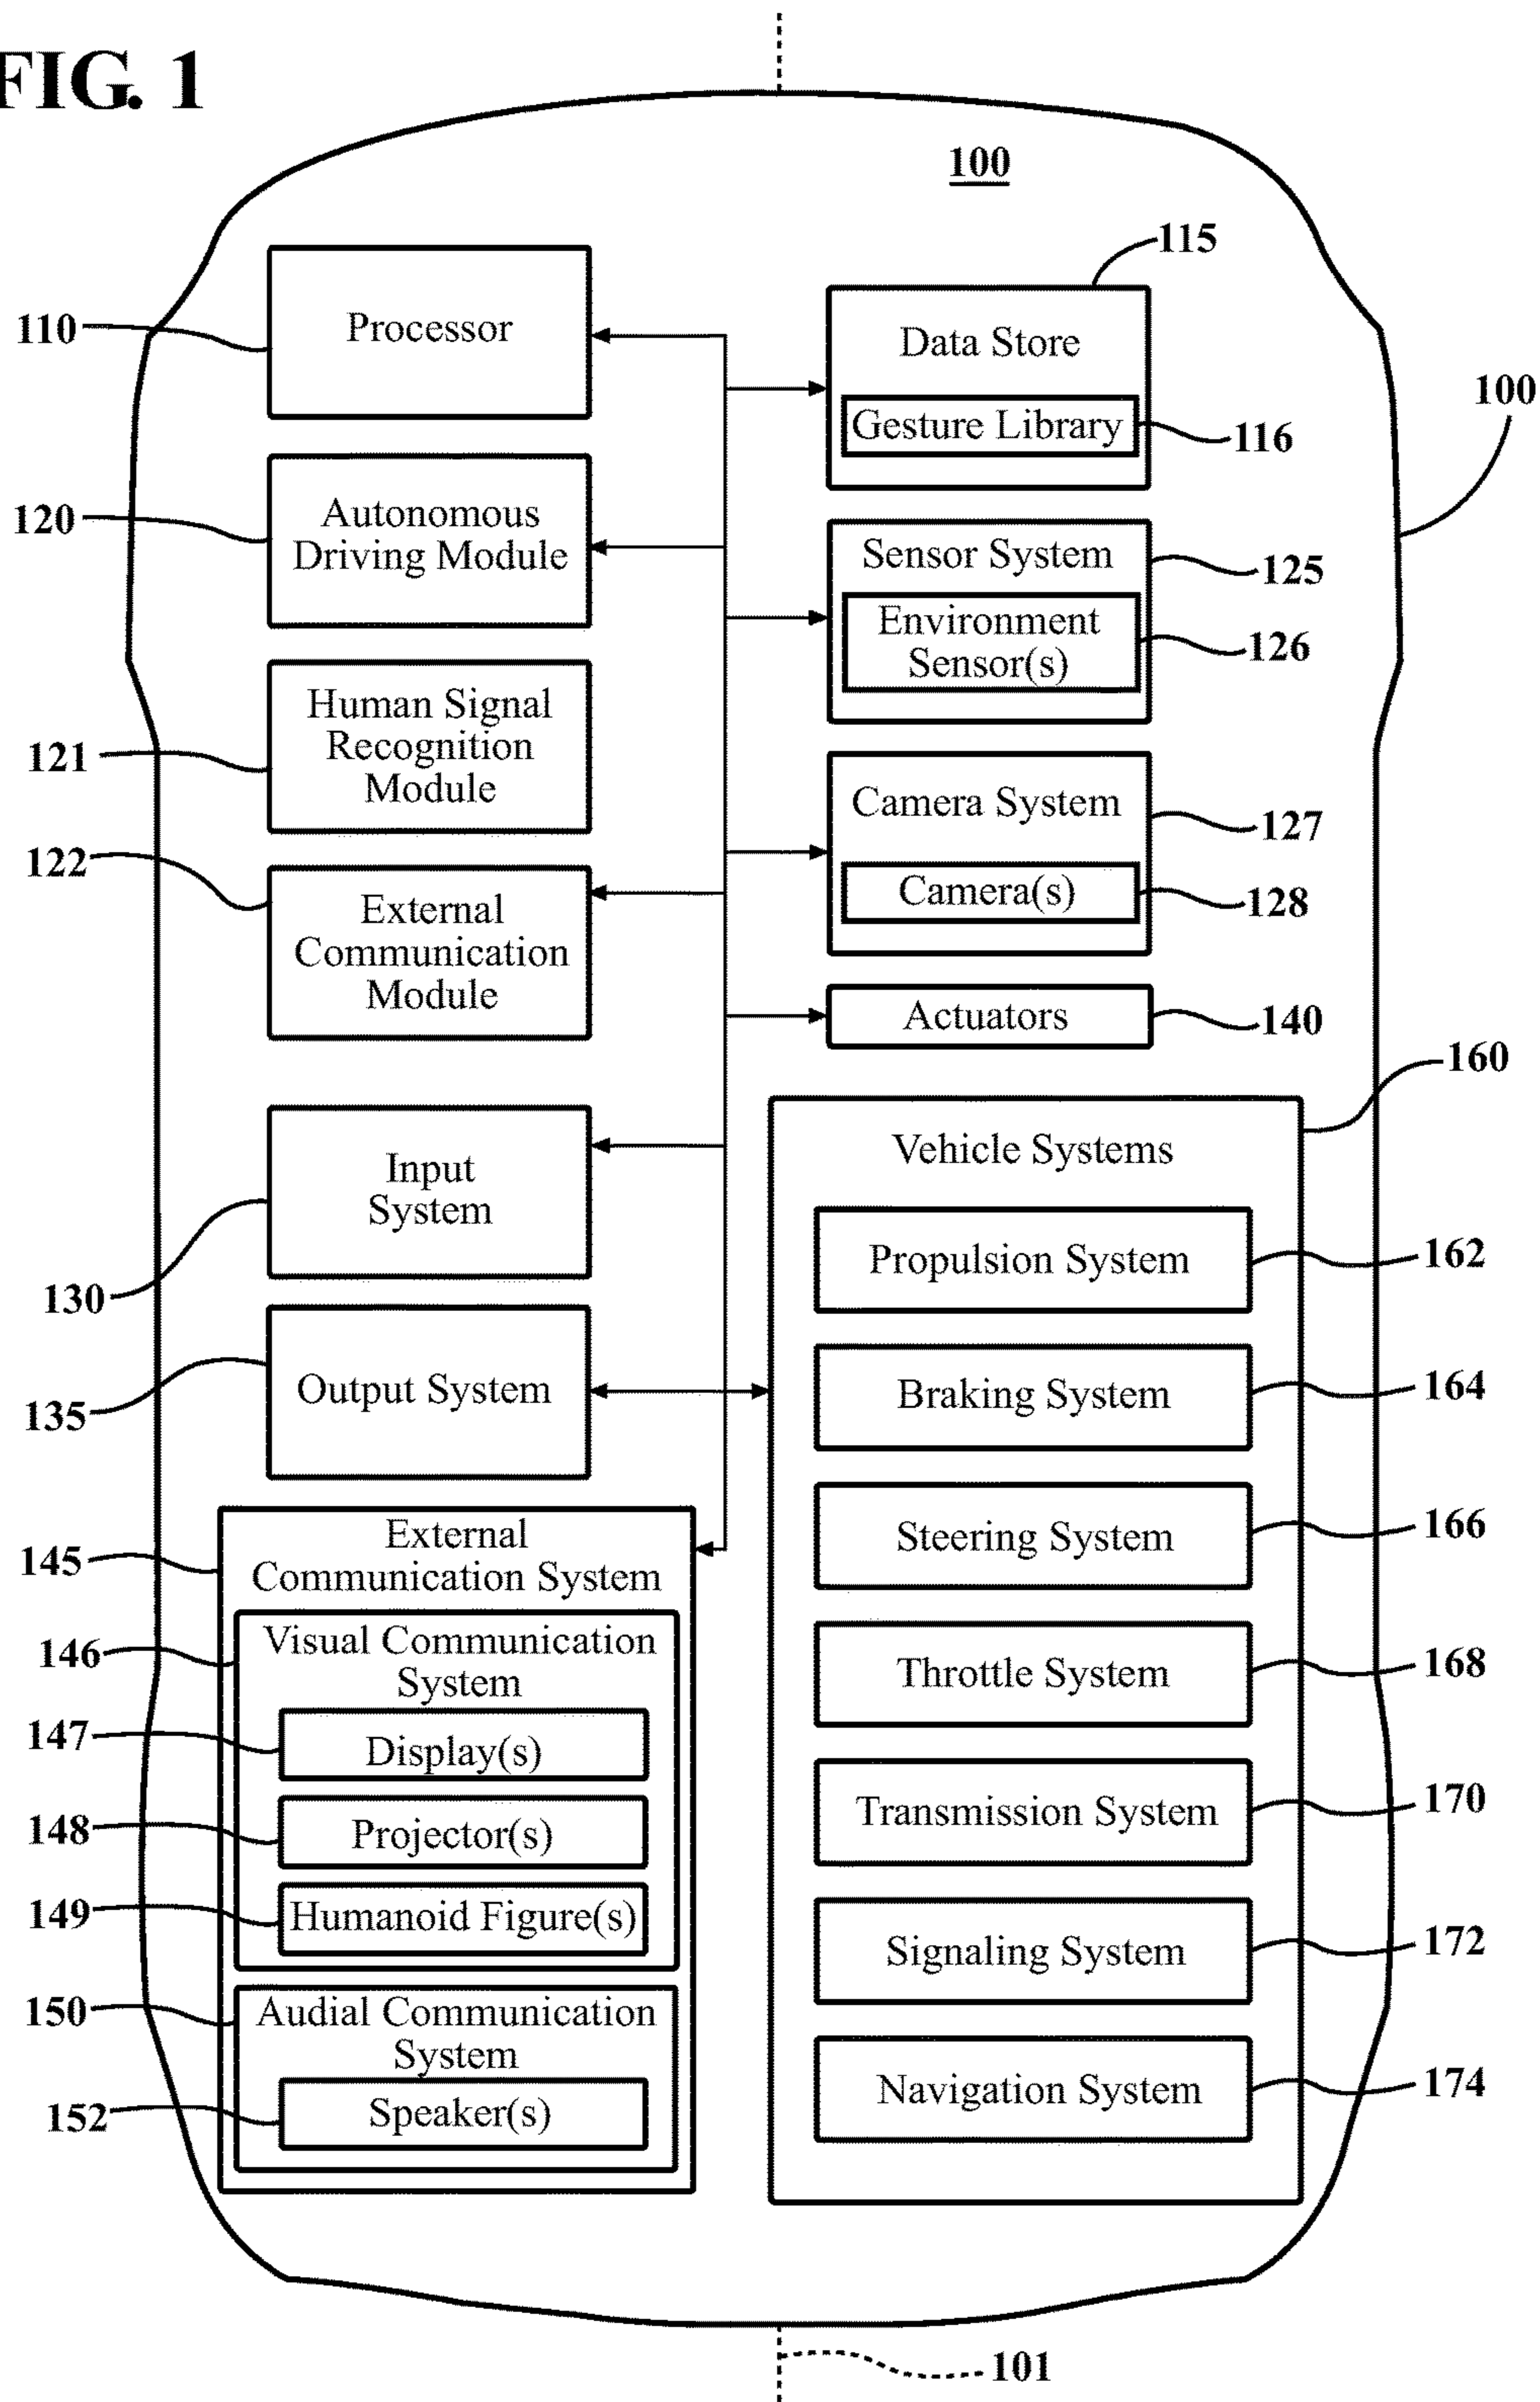 FIG. 1
100
110
Processor
115
Data Store
Gesture Library
116
100
120
Autonomous
Driving Module
Sensor System
125
Environment
Sensor(s)
126
121
Human Signal
Recognition
Module
Camera System
127
Camera(s)
128
122
External
Communication
Module
Actuators
140
160
130
Input
System
135
Output System
Vehicle Systems
Propulsion System
162
Braking System
164
Steering System
166
Throttle System
168
Transmission System
170
Signaling System
172
Navigation System
174
145
External
Communication System
146
Visual Communication
System
147
Display(s)
148
Projector(s)
149
Humanoid Figure(s)
150
Audial Communication
System
152
Speaker(s)
101